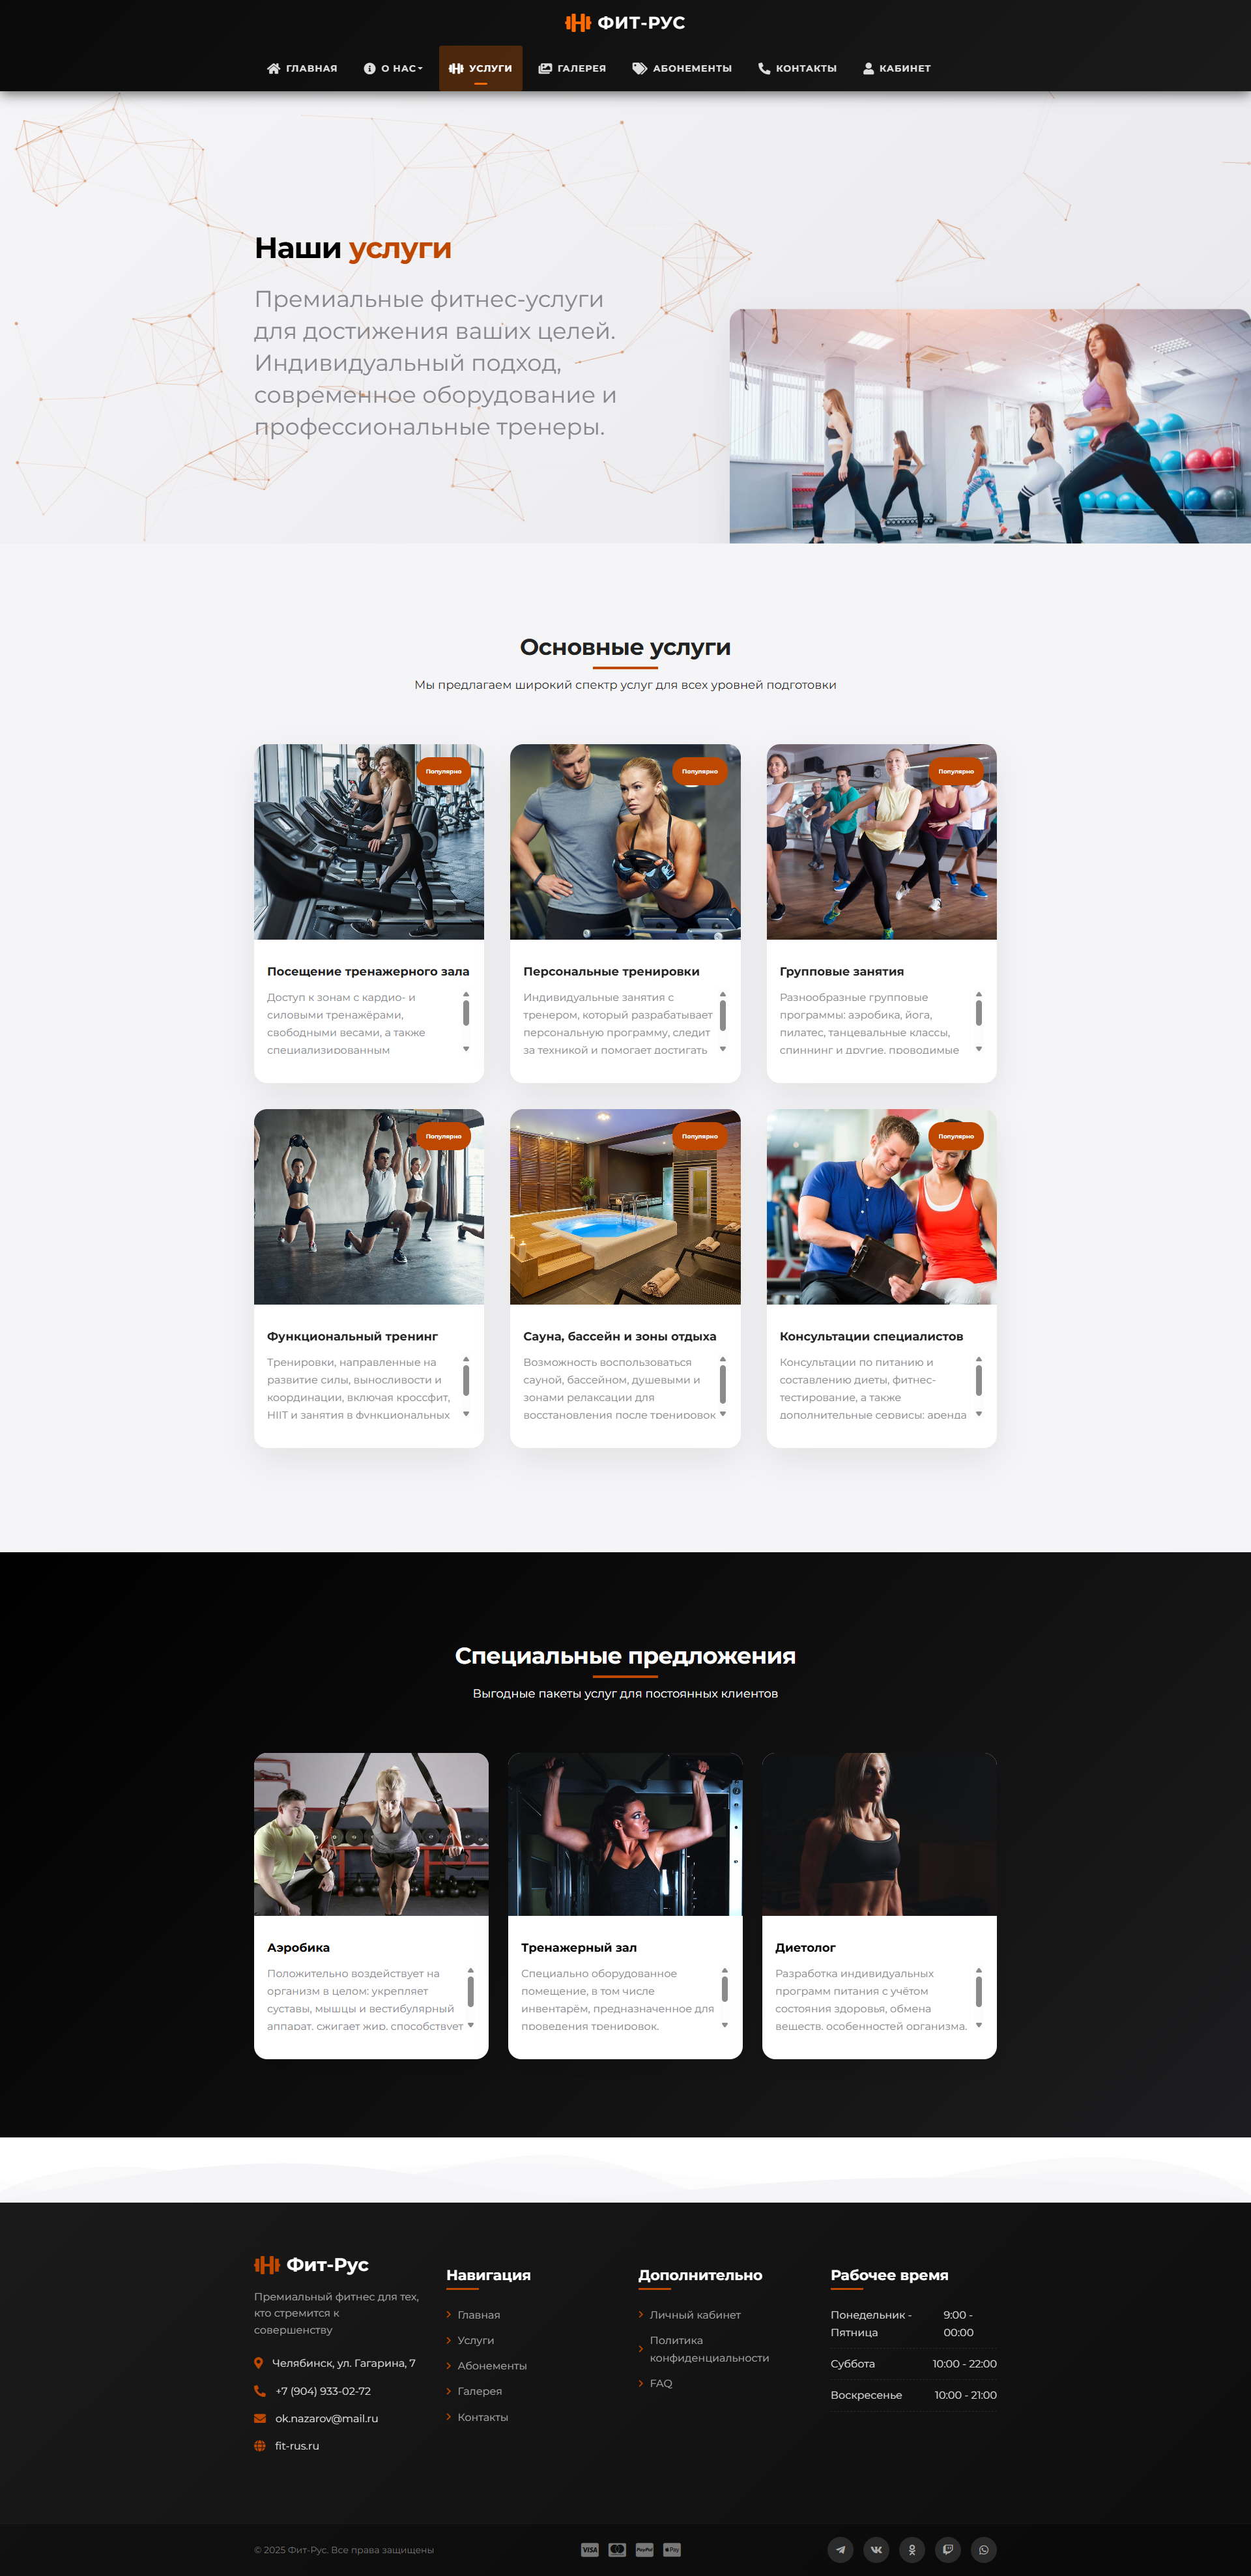 ФИТ-РУС
ГЛАВНАЯ
О НАС
УСЛУГИ
ГАЛЕРЕЯ
АБОНЕМЕНТЫ
КОНТАКТЫ
КАБИНЕТ
Наши услуги
Премиальные фитнес-услуги
для достижения ваших целей.
Индивидуальный подход,
современное оборудование и
профессиональные тренеры.
Основные услуги
Мы предлагаем широкий спектр услуг для всех уровней подготовки
Популярно
Посещение тренажерного зала
Доступ к зонам с кардио- и
силовыми тренажёрами,
свободными весами, а также
специализированным
Популярно
Персональные тренировки
Индивидуальные занятия с
тренером, который разрабатывает
персональную программу, следит
за техникой и помогает достигать
Популярно
Групповые занятия
Разнообразные групповые
программы: аэробика, йога,
пилатес, танцевальные классы,
спиннинг и другие, проводимые
Популярно
Функциональный тренинг
Тренировки, направленные на
развитие силы, выносливости и
координации, включая кроссфит,
HIIT и занятия в функциональных
Популярно
Сауна, бассейн и зоны отдыха
Возможность воспользоваться
сауной, бассейном, душевыми и
зонами релаксации для
восстановления после тренировок
Популярно
Консультации специалистов
Консультации по питанию и
составлению диеты, фитнес-
тестирование, а также
дополнительные сервисы: аренда
Специальные предложения
Выгодные пакеты услуг для постоянных клиентов
Аэробика
Положительно воздействует на
организм в целом: укрепляет
суставы, мышцы и вестибулярный
аппарат, сжигает жир, способствует
Тренажерный зал
Специально оборудованное
помещение, в том числе
инвентарём, предназначенное для
проведения тренировок.
Диетолог
Разработка индивидуальных
программ питания с учётом
состояния здоровья, обмена
веществ, особенностей организма,
Фит-Рус
Премиальный фитнес для тех,
кто стремится к
совершенству
Челябинск, ул. Гагарина, 7
+7 (904) 933-02-72
ok.nazarov@mail.ru
fit-rus.ru
Навигация
Главная
Услуги
Абонементы
Галерея
Контакты
Дополнительно
Личный кабинет
Политика
конфиденциальности
FAQ
Рабочее время
Понедельник - 9:00 -
Пятница 00:00
Суббота 10:00 - 22:00
Воскресенье 10:00 - 21:00
© 2025 Фит-Рус. Все права защищены
VISA
PayPal
Pay